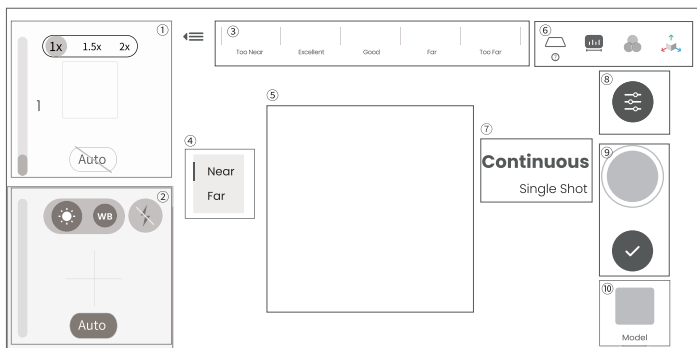 ①
1x 1.5x 2x
Auto
②
WB
Auto
③
Too Near Excellent Good Far Too Far
④
Near
Far
⑤
⑥
?
⑦
Continuous
Single Shot
⑧
⑨
⑩
Model